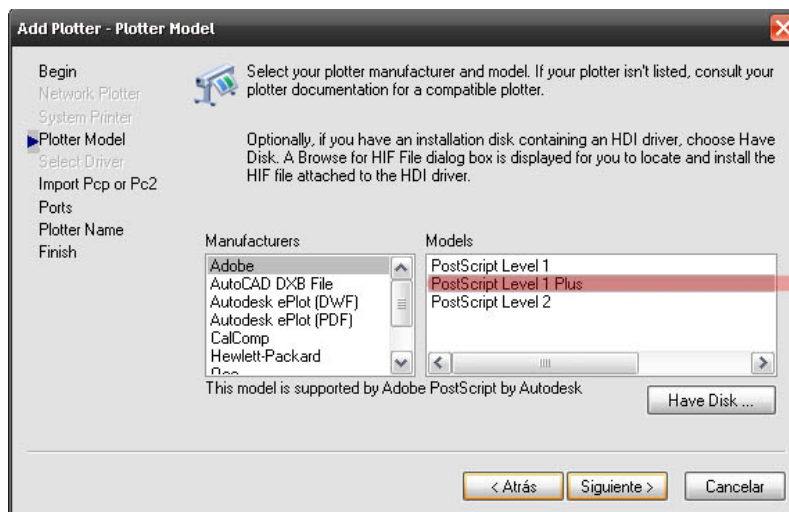 Add Plotter - Plotter Model
Begin
Network Plotter
System Printer
Plotter Model
Select Driver
Import Pcp or Pc2
Ports
Plotter Name
Finish
Select your plotter manufacturer and model. If your plotter isn't listed, consult your
plotter documentation for a compatible plotter.
Optionally, if you have an installation disk containing an HDI driver, choose Have
Disk. A Browse for HIF File dialog box is displayed for you to locate and install the
HIF file attached to the HDI driver.
Manufacturers
Adobe
AutoCAD DXB File
Autodesk ePlot (DWF)
Autodesk ePlot (PDF)
CalComp
Hewlett-Packard
Models
PostScript Level 1
PostScript Level 1 Plus
PostScript Level 2
This model is supported by Adobe PostScript by Autodesk
Have Disk ...
< Atrás
Siguiente >
Cancelar